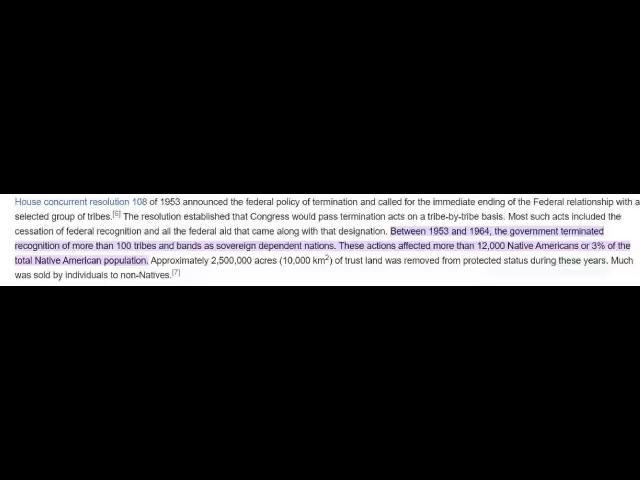 House concurrent resolution 108 of 1953 announced the federal policy of termination and called for the immediate ending of the Federal relationship with a
selected group of tribes.[6] The resolution established that Congress would pass termination acts on a tribe-by-tribe basis. Most such acts included the
cessation of federal recognition and all the federal aid that came along with that designation. Between 1953 and 1964, the government terminated
recognition of more than 100 tribes and bands as sovereign dependent nations. These actions affected more than 12,000 Native Americans or 3% of the
total Native American population. Approximately 2,500,000 acres (10,000 km2) of trust land was removed from protected status during these years. Much
was sold by individuals to non-Natives.[7]